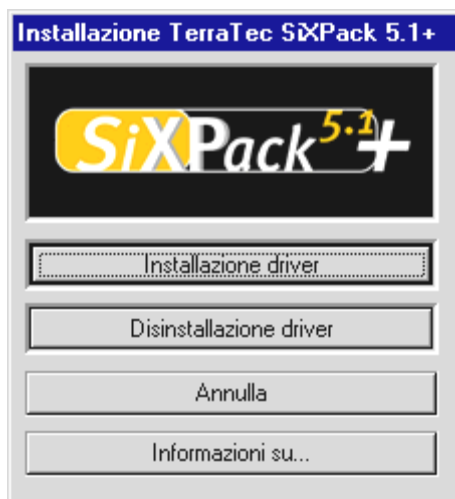 Installazione TerraTec SiXPack 5.1+
SiXPack 5.1+
Installazione driver
Disinstallazione driver
Annulla
Informazioni su...